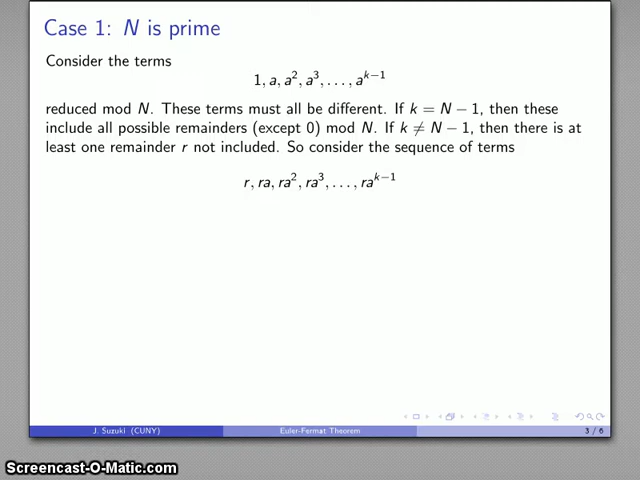 Case 1: N is prime
Consider the terms
1, a, a², a³, . . . , aᵏ⁻¹
reduced mod N. These terms must all be different. If k = N − 1, then these
include all possible remainders (except 0) mod N. If k ≠ N − 1, then there is at
least one remainder r not included. So consider the sequence of terms
r, ra, ra², ra³, . . . , raᵏ⁻¹
J. Suzuki (CUNY)
Euler-Fermat Theorem
3 / 6
Screencast-O-Matic.com